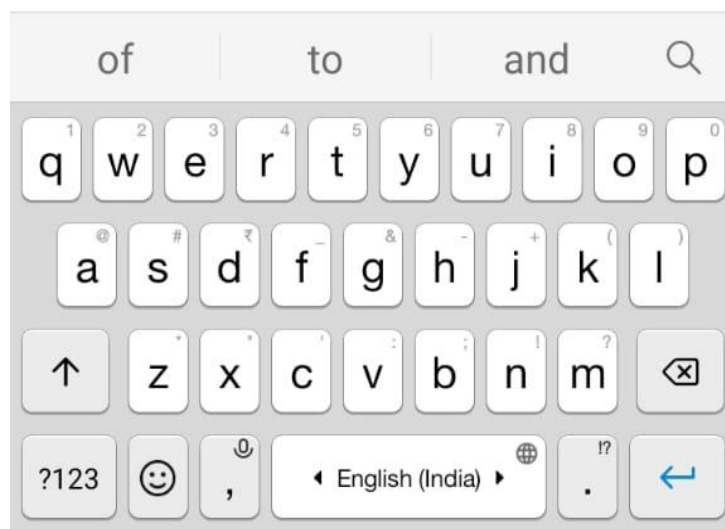 of to and
1 2 3 4 5 6 7 8 9 0
q w e r t y u i o p
@ # ₹ _ & - + ( )
a s d f g h j k l
: ; ! ?
z x c v b n m
!?
?123 , English (India) .